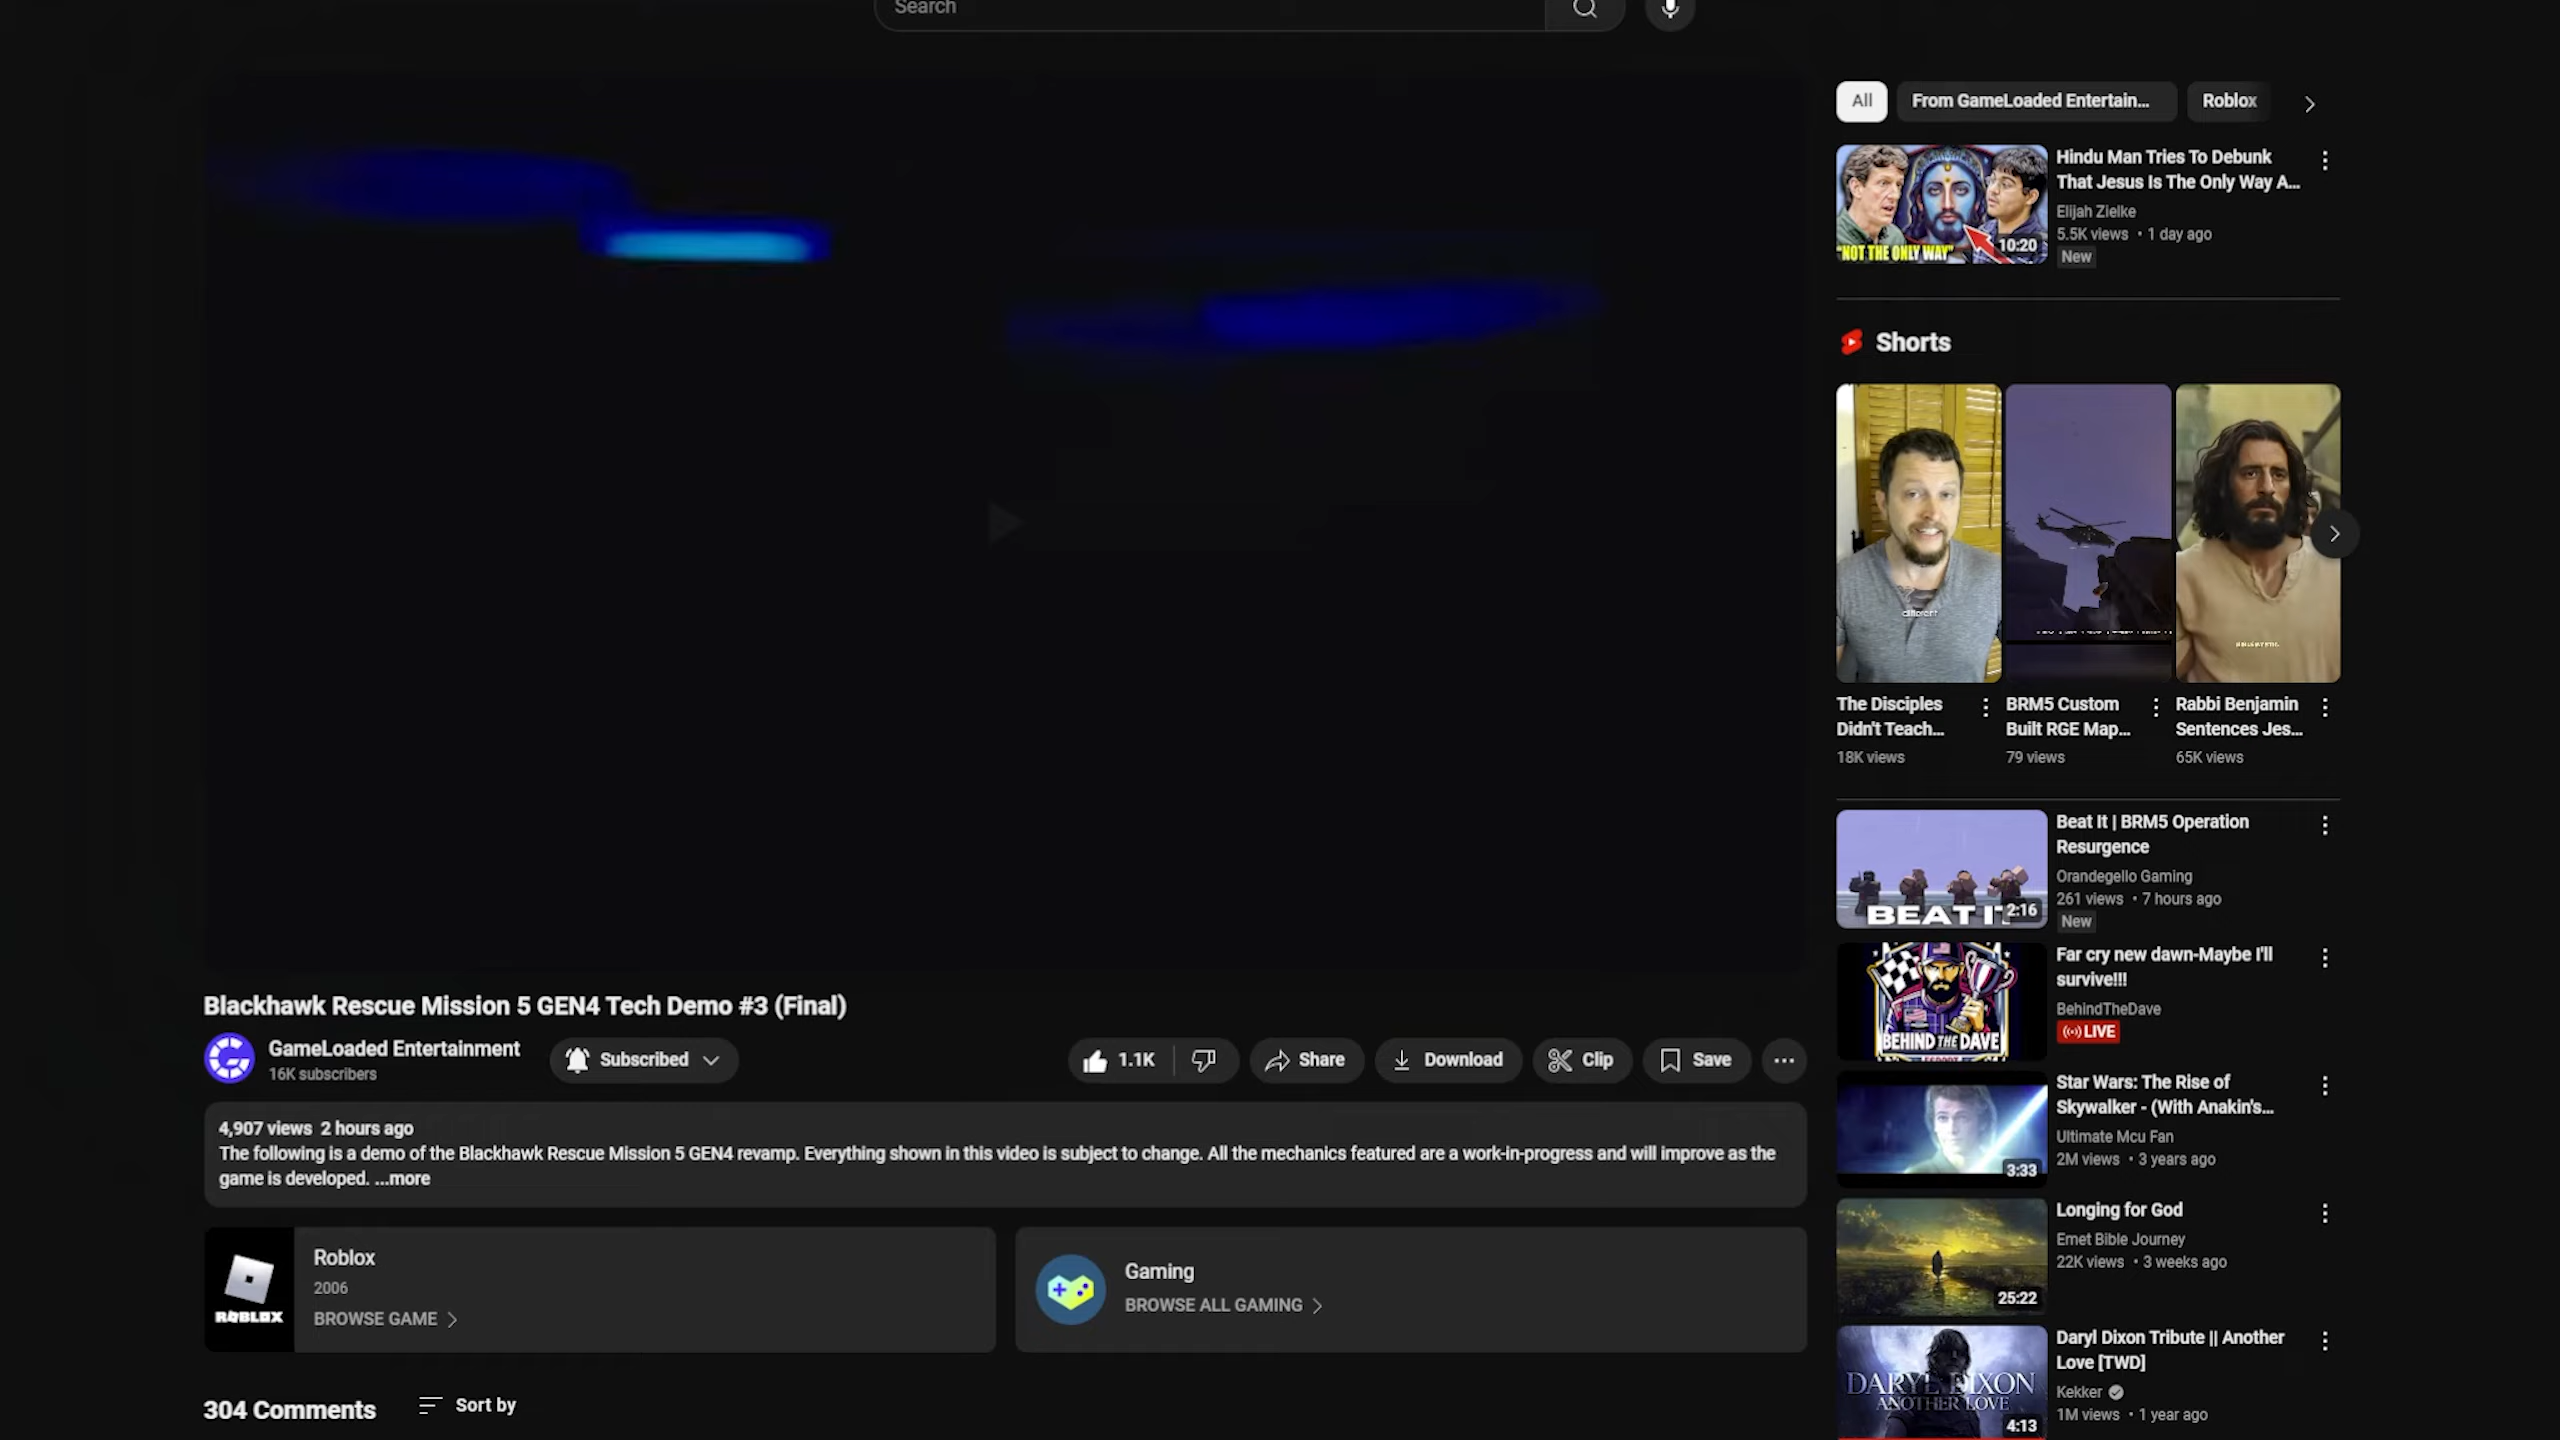 Search
All
From GameLoaded Entertain...
Roblox
"NOT THE ONLY WAY"
10:20
Hindu Man Tries To Debunk
That Jesus Is The Only Way A...
Elijah Zielke
5.5K views • 1 day ago
New
Shorts
different
The Disciples
Didn't Teach...
18K views
BRM5 Custom
Built RGE Map...
79 views
Rabbi Benjamin
Sentences Jes...
65K views
BEAT IT
2:16
Beat It | BRM5 Operation
Resurgence
Orandegello Gaming
261 views • 7 hours ago
New
BEHIND THE DAVE
Far cry new dawn-Maybe I'll
survive!!!
BehindTheDave
LIVE
3:33
Star Wars: The Rise of
Skywalker - (With Anakin's...
Ultimate Mcu Fan
2M views • 3 years ago
25:22
Longing for God
Emet Bible Journey
22K views • 3 weeks ago
DARYL DIXON
ANOTHER LOVE
4:13
Daryl Dixon Tribute || Another
Love [TWD]
Kekker
1M views • 1 year ago
Blackhawk Rescue Mission 5 GEN4 Tech Demo #3 (Final)
GameLoaded Entertainment
16K subscribers
Subscribed
1.1K
Share
Download
Clip
Save
4,907 views 2 hours ago
The following is a demo of the Blackhawk Rescue Mission 5 GEN4 revamp. Everything shown in this video is subject to change. All the mechanics featured are a work-in-progress and will improve as the
game is developed. ...more
ROBLOX
Roblox
2006
BROWSE GAME
Gaming
BROWSE ALL GAMING
304 Comments
Sort by